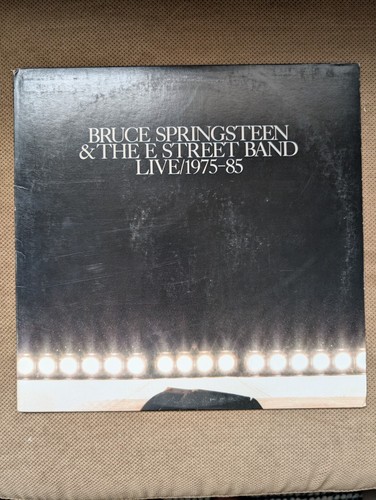 BRUCE SPRINGSTEEN
& THE E STREET BAND
LIVE/1975–85